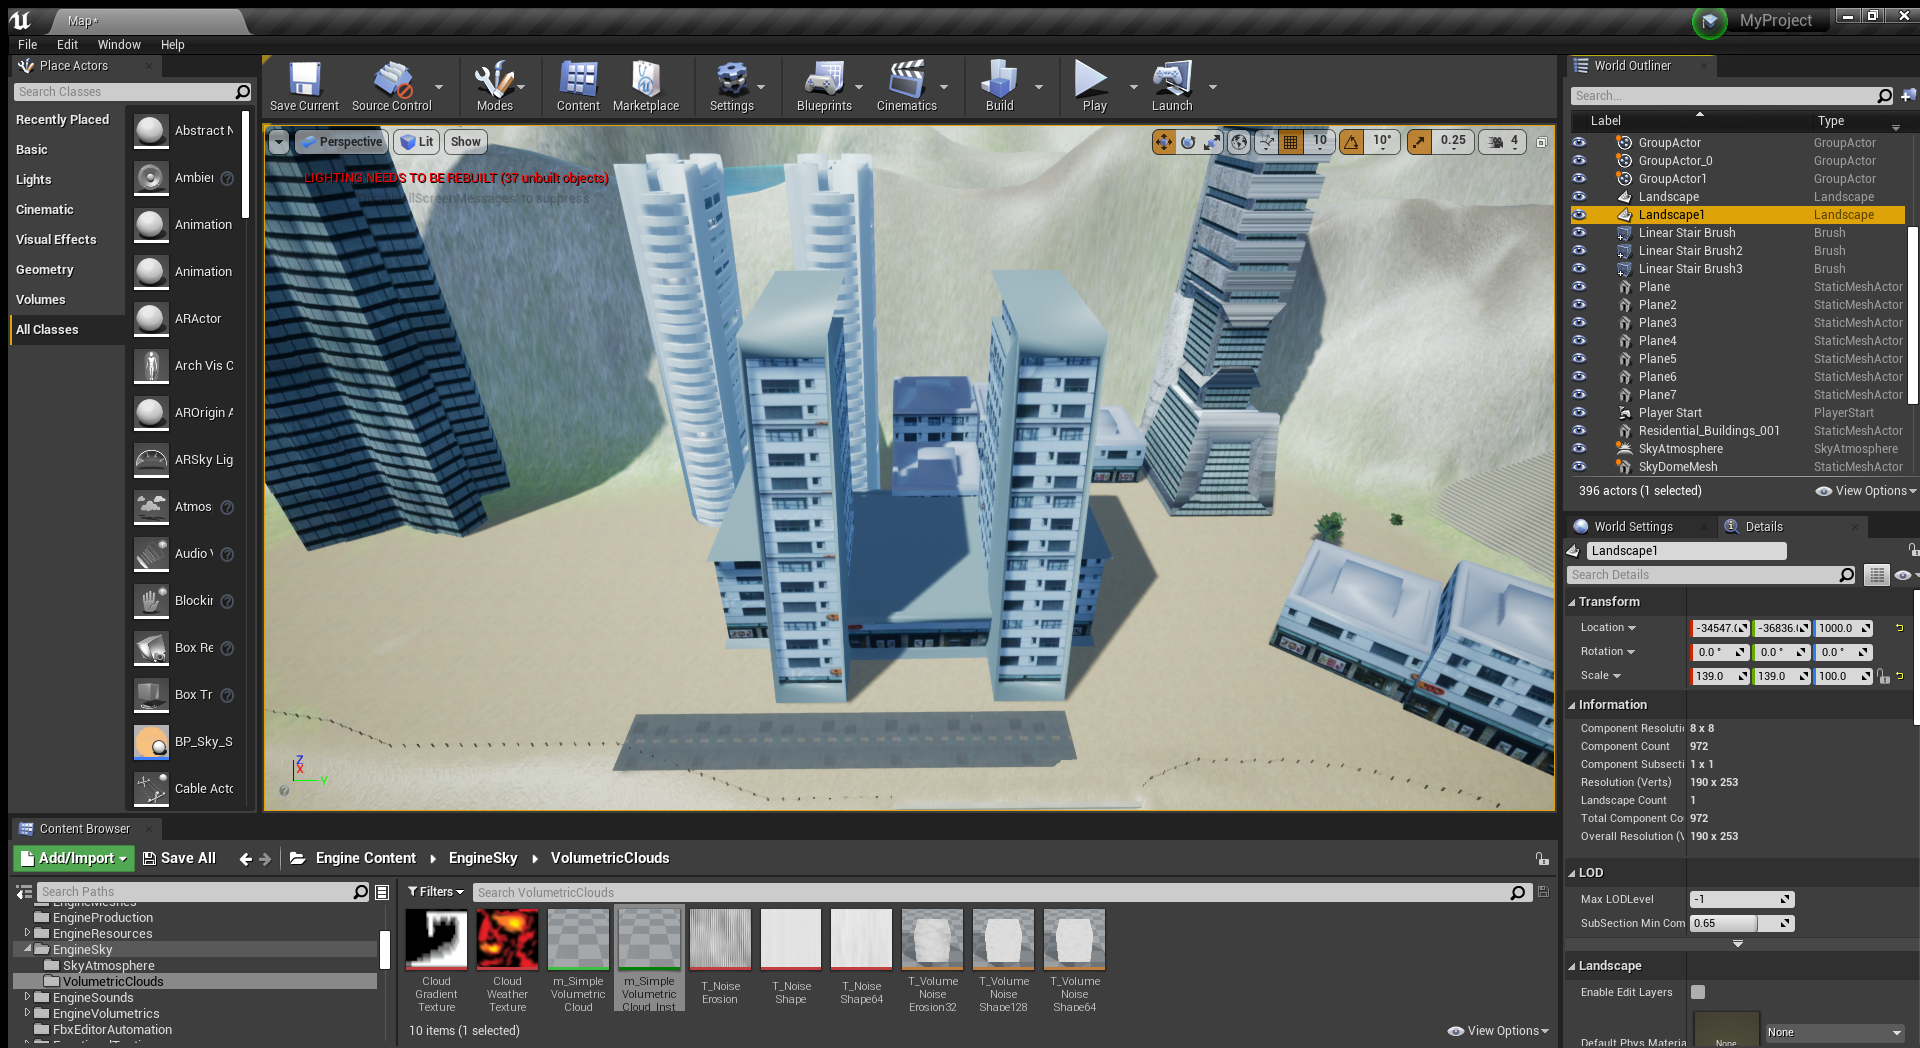 Map*
MyProject
File Edit Window Help
Place Actors
Search Classes
Recently Placed
Basic
Lights
Cinematic
Visual Effects
Geometry
Volumes
All Classes
Abstract N
Ambier
Animation
Animation
ARActor
Arch Vis C
AROrigin A
ARSky Lig
Atmos
Audio V
Blockir
Box Re
Box Tr
BP_Sky_S
Cable Acto
Save Current
Source Control
Modes
Content
Marketplace
Settings
Blueprints
Cinematics
Build
Play
Launch
Perspective
Lit
Show
10
10°
0.25
4
LIGHTING NEEDS TO BE REBUILT (37 unbuilt objects)
AllScreenMessages' to suppress
Z
X
Y
World Outliner
Search...
Label Type
GroupActor GroupActor
GroupActor_0 GroupActor
GroupActor1 GroupActor
Landscape Landscape
Landscape1 Landscape
Linear Stair Brush Brush
Linear Stair Brush2 Brush
Linear Stair Brush3 Brush
Plane StaticMeshActor
Plane2 StaticMeshActor
Plane3 StaticMeshActor
Plane4 StaticMeshActor
Plane5 StaticMeshActor
Plane6 StaticMeshActor
Plane7 StaticMeshActor
Player Start PlayerStart
Residential_Buildings_001 StaticMeshActor
SkyAtmosphere SkyAtmosphere
SkyDomeMesh StaticMeshActor
396 actors (1 selected)
View Options
World Settings
Details
Landscape1
Search Details
Transform
Location -34547.( -36836.( 1000.0
Rotation 0.0 ° 0.0 ° 0.0 °
Scale 139.0 139.0 100.0
Information
Component Resoluti 8 x 8
Component Count 972
Component Subsecti 1 x 1
Resolution (Verts) 190 x 253
Landscape Count 1
Total Component Co 972
Overall Resolution (V 190 x 253
LOD
Max LODLevel -1
SubSection Min Com 0.65
Landscape
Enable Edit Layers
Default Phys Materia
None
None
Content Browser
Add/Import
Save All
Engine Content
EngineSky
VolumetricClouds
Search Paths
EngineMeshes
EngineProduction
EngineResources
EngineSky
SkyAtmosphere
VolumetricClouds
EngineSounds
EngineVolumetrics
FbxEditorAutomation
Filters
Search VolumetricClouds
Cloud
Gradient
Texture
Cloud
Weather
Texture
m_Simple
Volumetric
Cloud
m_Simple
Volumetric
Cloud_Inst
T_Noise
Erosion
T_Noise
Shape
T_Noise
Shape64
T_Volume
Noise
Erosion32
T_Volume
Noise
Shape128
T_Volume
Noise
Shape64
10 items (1 selected)
View Options